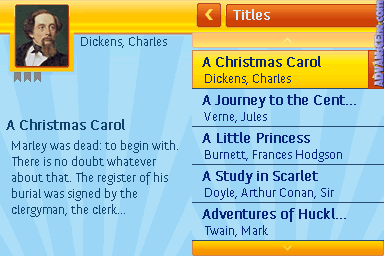 Dickens, Charles
A Christmas Carol
Marley was dead: to begin with.
There is no doubt whatever
about that. The register of his
burial was signed by the
clergyman, the clerk...
Titles
A Christmas Carol
Dickens, Charles
A Journey to the Cent...
Verne, Jules
A Little Princess
Burnett, Frances Hodgson
A Study in Scarlet
Doyle, Arthur Conan, Sir
Adventures of Huckl...
Twain, Mark
ADVANSCENE.COM